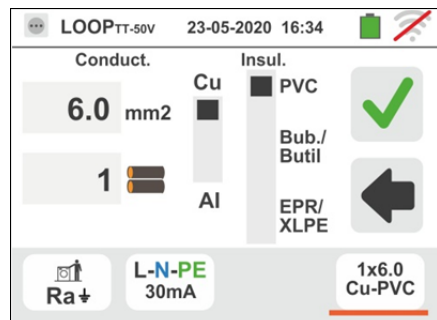 LOOPTT-50V 23-05-2020 16:34
Conduct. Insul.
Cu PVC
6.0 mm2
Bub./
Butil
1
Al EPR/
XLPE
Ra L-N-PE 1x6.0
30mA Cu-PVC